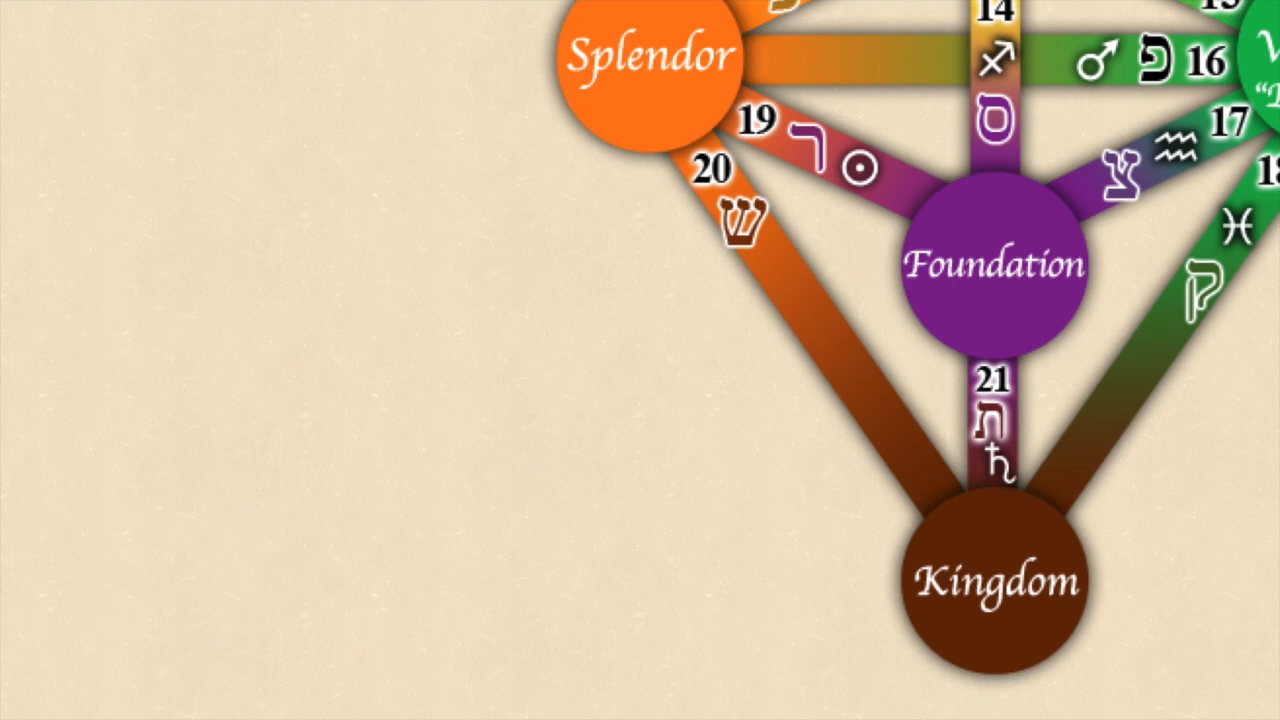 14
Splendor
♐
♂ פ 16
ס
19 ר ☉
צ ♒ 17
20
ש
♓
ק
Foundation
21
ת
♄
Kingdom